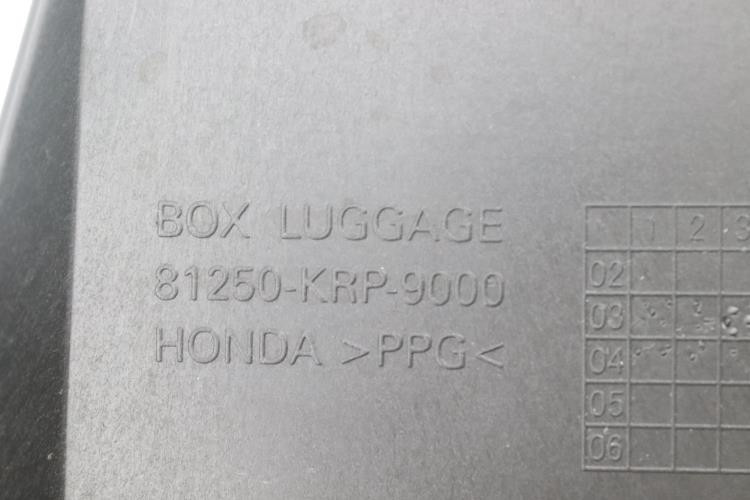 BOX LUGGAGE
81250-KRP-9000
HONDA >PPG<
1 2 3
02
03
04
05
06